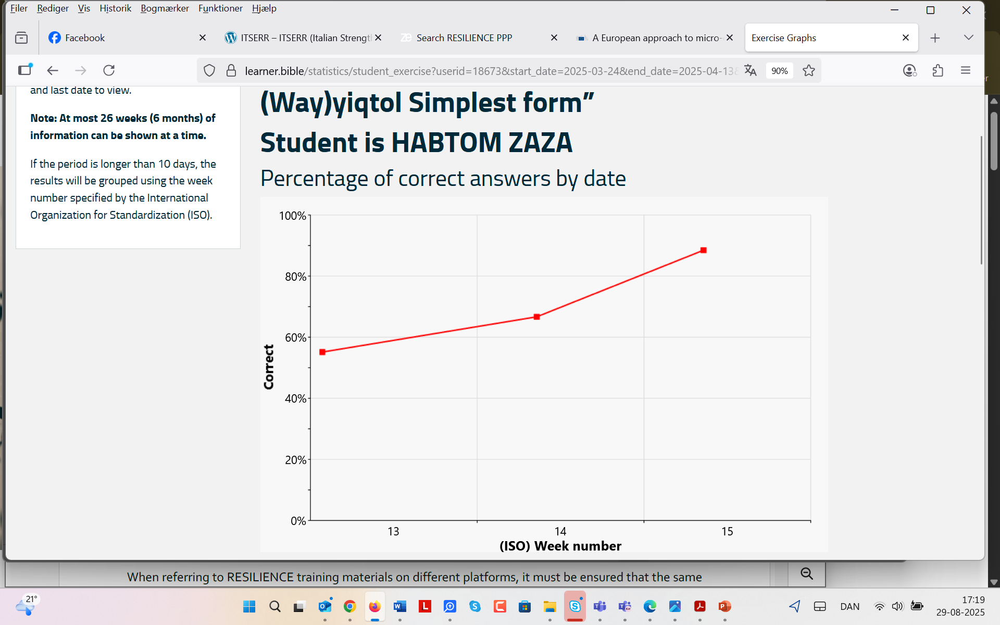 Filer Rediger Vis Historik Bogmærker Funktioner Hjælp
Facebook
ITSERR – ITSERR (Italian Strengt
Search RESILIENCE PPP
A European approach to micro-
Exercise Graphs
learner.bible/statistics/student_exercise?userid=18673&start_date=2025-03-24&end_date=2025-04-13&
90%
and last date to view.
Note: At most 26 weeks (6 months) of
information can be shown at a time.
If the period is longer than 10 days, the
results will be grouped using the week
number specified by the International
Organization for Standardization (ISO).
(Way)yiqtol Simplest form”
Student is HABTOM ZAZA
Percentage of correct answers by date
100%
80%
60%
40%
20%
0%
Correct
13 14 15
(ISO) Week number
When referring to RESILIENCE training materials on different platforms, it must be ensured that the same
21°
DAN
17:19
29-08-2025